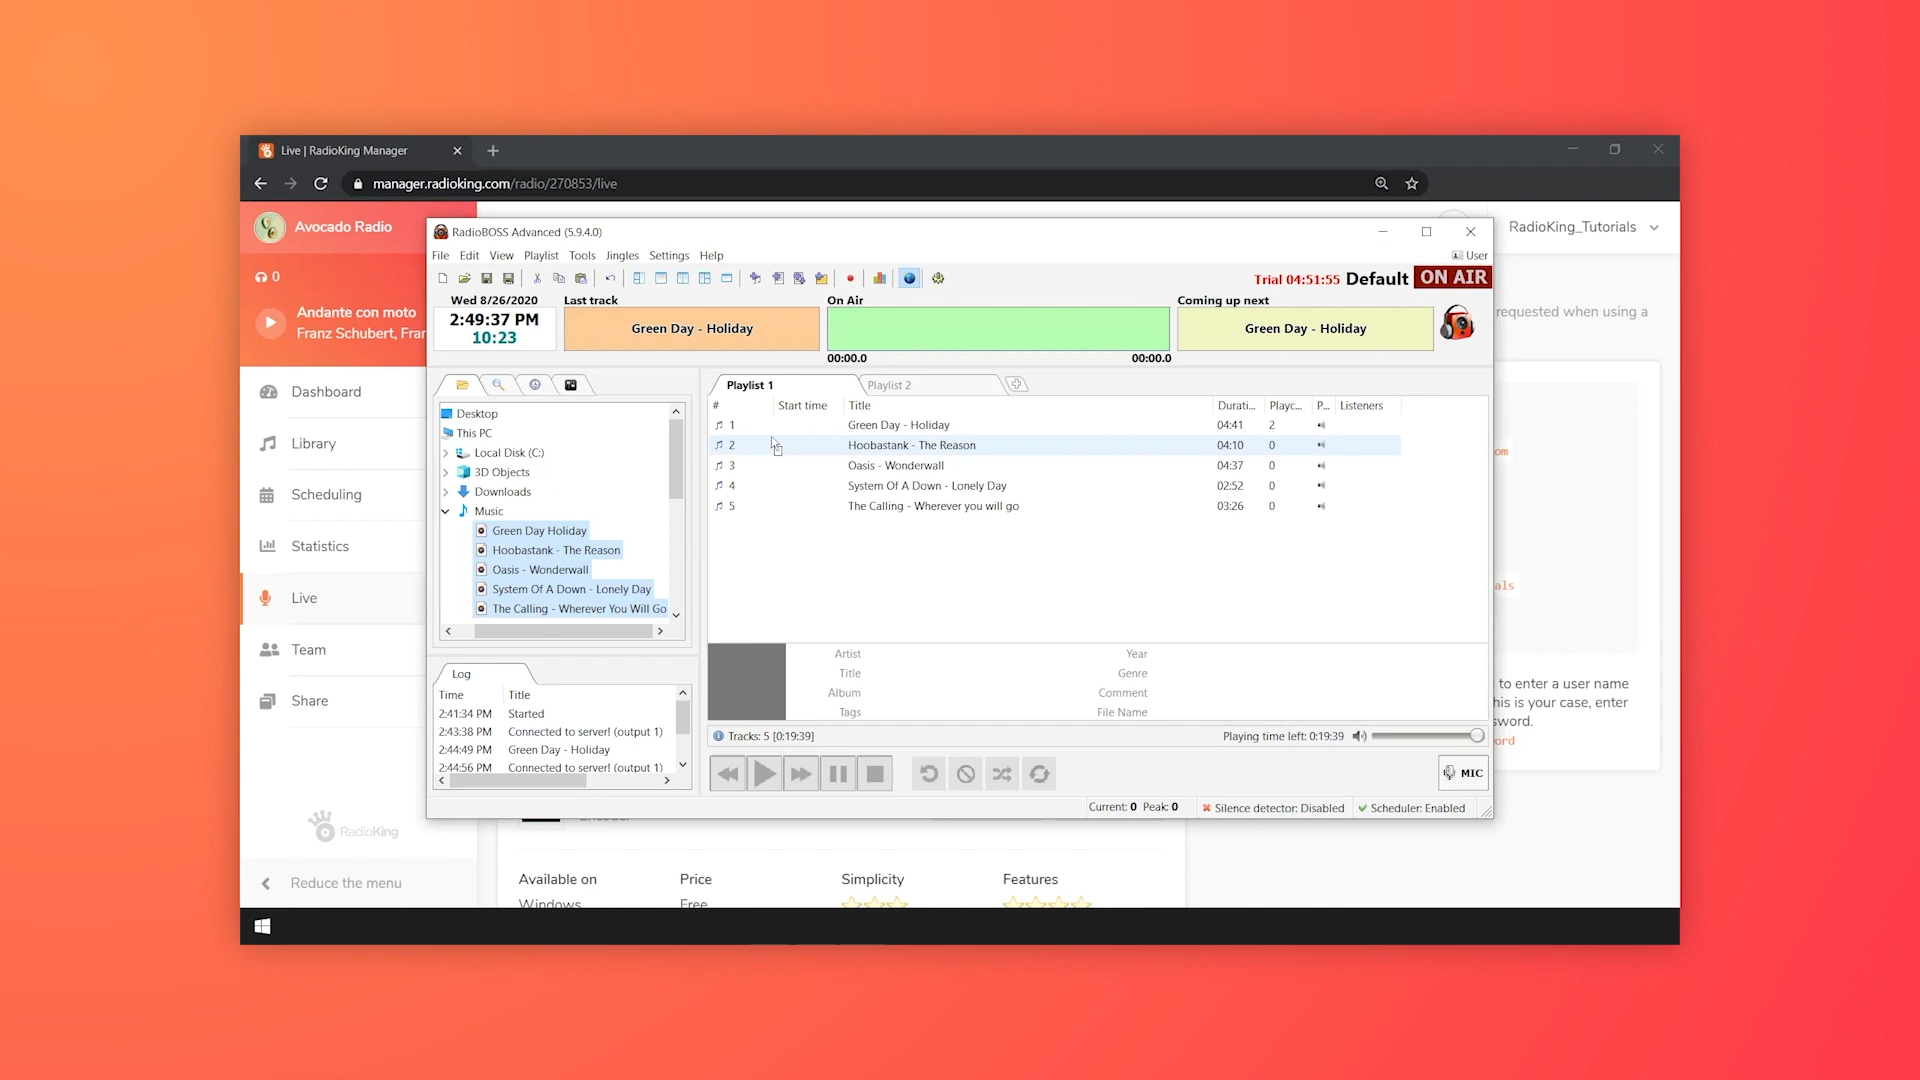 Live | RadioKing Manager
manager.radioking.com/radio/270853/live
Avocado Radio
RadioKing_Tutorials
0
Andante con moto
Franz Schubert, Fra
Dashboard
Library
Scheduling
Statistics
Live
Team
Share
RadioKing
Reduce the menu
RadioBOSS Advanced (5.9.4.0)
File Edit View Playlist Tools Jingles Settings Help
User
Trial 04:51:55 Default ON AIR
Wed 8/26/2020
2:49:37 PM
10:23
Last track
Green Day - Holiday
On Air
00:00.0 00:00.0
Coming up next
Green Day - Holiday
requested when using a
Desktop
This PC
Local Disk (C:)
3D Objects
Downloads
Music
Green Day Holiday
Hoobastank - The Reason
Oasis - Wonderwall
System Of A Down - Lonely Day
The Calling - Wherever You Will Go
Playlist 1 Playlist 2
# Start time Title Durati... Playc... P... Listeners
1 Green Day - Holiday 04:41 2
2 Hoobastank - The Reason 04:10 0
3 Oasis - Wonderwall 04:37 0
4 System Of A Down - Lonely Day 02:52 0
5 The Calling - Wherever you will go 03:26 0
om
als
Log
Time Title
2:41:34 PM Started
2:43:38 PM Connected to server! (output 1)
2:44:49 PM Green Day - Holiday
2:44:56 PM Connected to server! (output 1)
Artist Year
Title Genre
Album Comment
Tags File Name
Tracks: 5 [0:19:39]
Playing time left: 0:19:39
MIC
Current: 0 Peak: 0 Silence detector: Disabled Scheduler: Enabled
to enter a user name
his is your case, enter
sword.
ord
Available on Price Simplicity Features
Windows Free